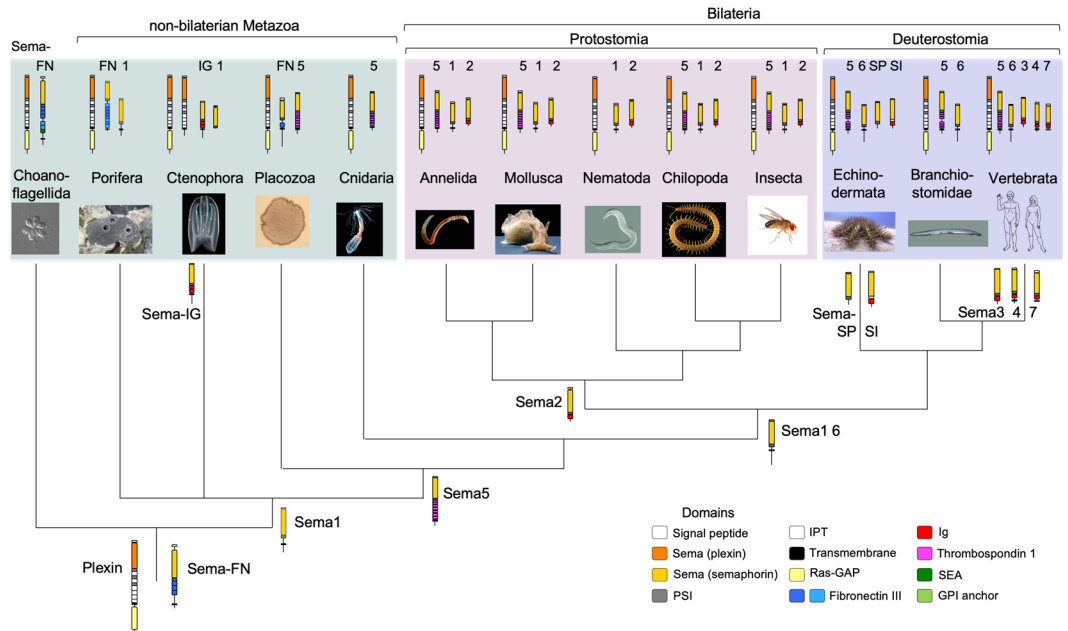 Bilateria
non-bilaterian Metazoa
Protostomia
Deuterostomia
Sema-
FN
FN 1
IG 1
FN 5
5
5 1 2
5 1 2
1 2
5 1 2
5 1 2
5 6 SP SI
5 6
5 6 3 4 7
Choano-
flagellida
Porifera
Ctenophora
Placozoa
Cnidaria
Annelida
Mollusca
Nematoda
Chilopoda
Insecta
Echino-
dermata
Branchio-
stomidae
Vertebrata
Sema-IG
Sema-
SP SI
Sema3 4 7
Sema2
Sema1 6
Sema5
Sema1
Plexin
Sema-FN
Domains
Signal peptide
Sema (plexin)
Sema (semaphorin)
PSI
IPT
Transmembrane
Ras-GAP
Fibronectin III
Ig
Thrombospondin 1
SEA
GPI anchor